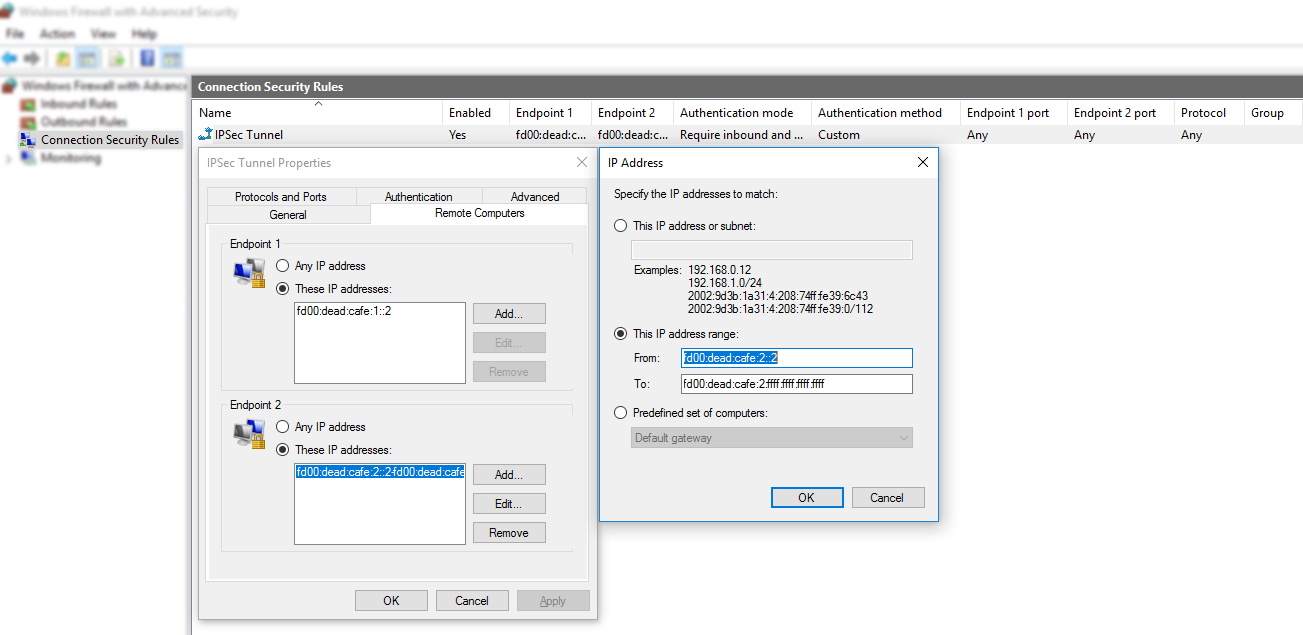 Windows Firewall with Advanced Security
File Action View Help
Windows Firewall with Advance
Inbound Rules
Outbound Rules
Connection Security Rules
Monitoring
Connection Security Rules
Name Enabled Endpoint 1 Endpoint 2 Authentication mode Authentication method Endpoint 1 port Endpoint 2 port Protocol Group
IPSec Tunnel Yes fd00:dead:c... fd00:dead:c... Require inbound and ... Custom Any Any Any
IPSec Tunnel Properties
Protocols and Ports Authentication Advanced
General Remote Computers
Endpoint 1
Any IP address
These IP addresses:
fd00:dead:cafe:1::2
Add...
Edit...
Remove
Endpoint 2
Any IP address
These IP addresses:
fd00:dead:cafe:2::2-fd00:dead:cafe
Add...
Edit...
Remove
OK Cancel Apply
IP Address
Specify the IP addresses to match:
This IP address or subnet:
Examples: 192.168.0.12
192.168.1.0/24
2002:9d3b:1a31:4:208:74ff:fe39:6c43
2002:9d3b:1a31:4:208:74ff:fe39:0/112
This IP address range:
From: fd00:dead:cafe:2::2
To: fd00:dead:cafe:2:ffff:ffff:ffff:ffff
Predefined set of computers:
Default gateway
OK Cancel